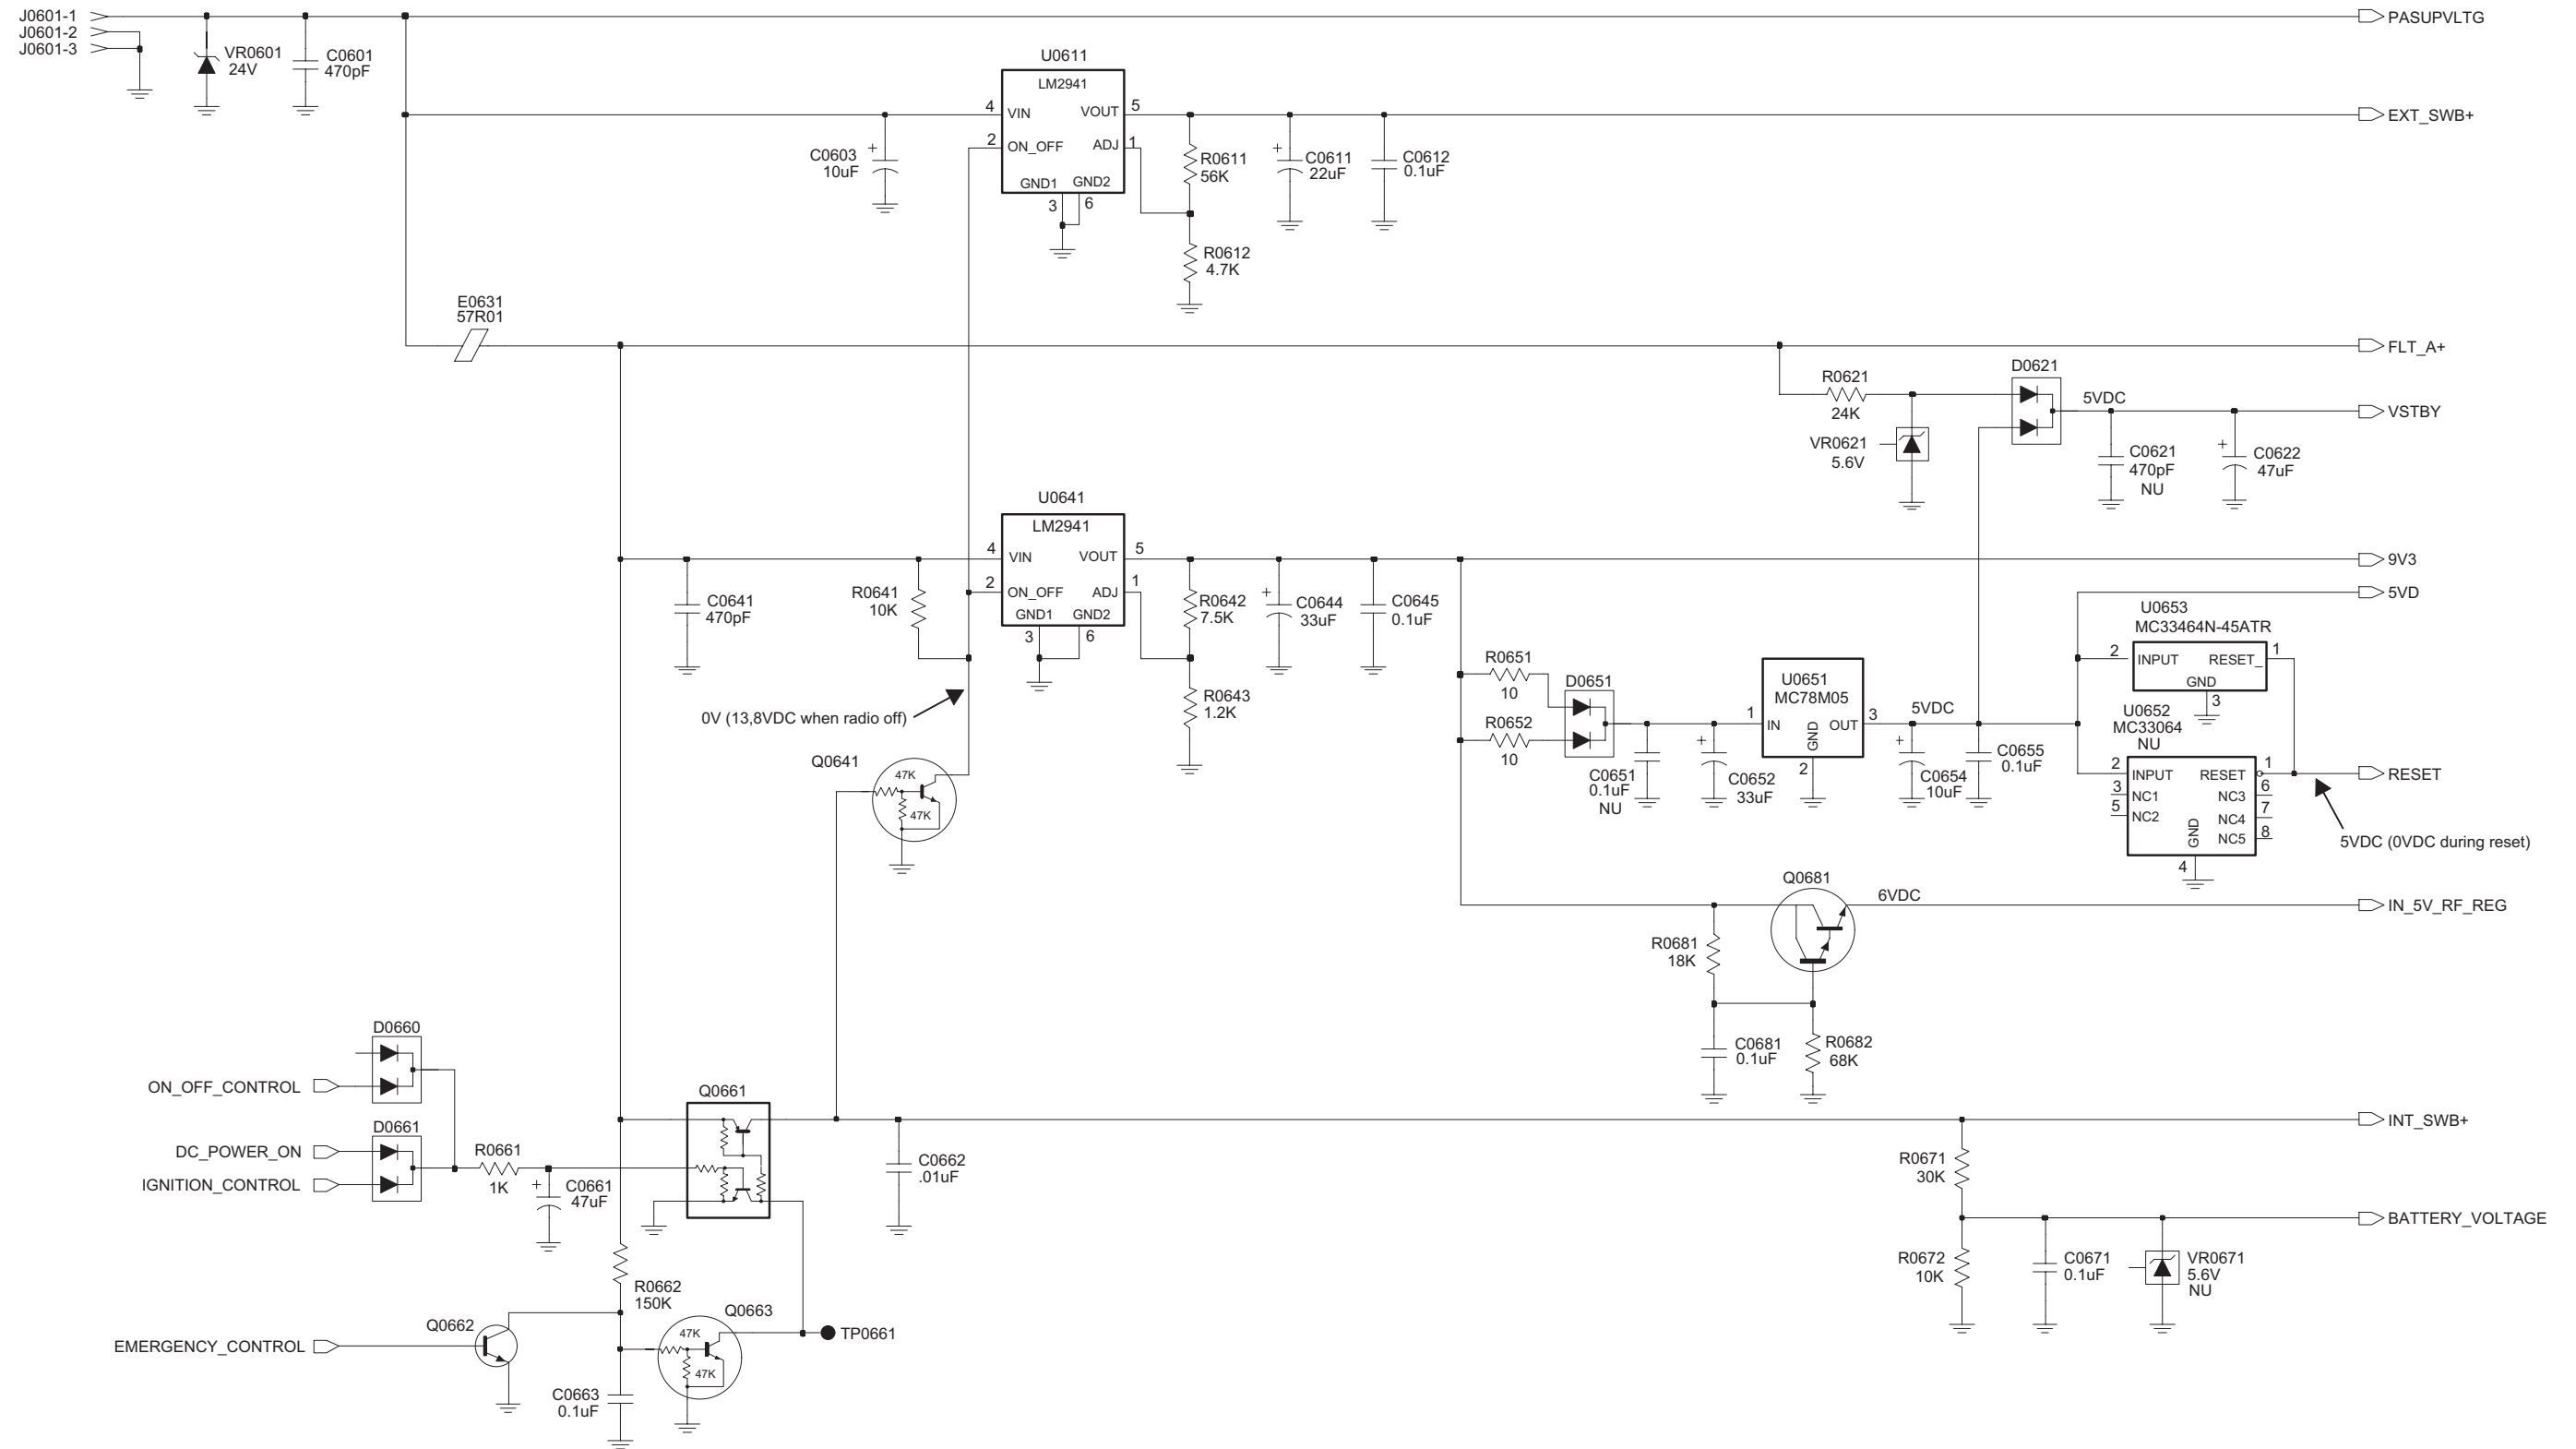 J0601-1
J0601-2
J0601-3
PASUPVLTG
VR0601
24V
C0601
470pF
U0611
LM2941
4
VIN
VOUT
5
2
ON_OFF
ADJ
1
GND1
GND2
3
6
EXT_SWB+
C0603
+
10uF
R0611
56K
+
C0611
22uF
C0612
0.1uF
R0612
4.7K
E0631
57R01
FLT_A+
R0621
24K
D0621
5VDC
VSTBY
VR0621
5.6V
C0621
470pF
NU
+
C0622
47uF
U0641
LM2941
4
VIN
VOUT
5
2
ON_OFF
ADJ
1
GND1
GND2
3
6
9V3
5VD
C0641
470pF
R0641
10K
R0642
7.5K
+
C0644
33uF
C0645
0.1uF
U0653
MC33464N-45ATR
2
INPUT
RESET_
1
GND
3
R0643
1.2K
0V (13,8VDC when radio off)
R0651
10
R0652
10
D0651
U0651
MC78M05
1
IN
OUT
3
GND
2
5VDC
C0651
0.1uF
NU
+
C0652
33uF
+
C0654
10uF
C0655
0.1uF
U0652
MC33064
NU
2
INPUT
RESET
1
3
NC1
NC3
6
5
NC2
NC4
7
GND
NC5
8
4
RESET
5VDC (0VDC during reset)
Q0641
47K
47K
Q0681
6VDC
IN_5V_RF_REG
R0681
18K
C0681
0.1uF
R0682
68K
D0660
ON_OFF_CONTROL
D0661
DC_POWER_ON
IGNITION_CONTROL
R0661
1K
+
C0661
47uF
Q0661
C0662
.01uF
INT_SWB+
R0671
30K
BATTERY_VOLTAGE
R0672
10K
C0671
0.1uF
VR0671
5.6V
NU
R0662
150K
Q0662
EMERGENCY_CONTROL
Q0663
47K
47K
TP0661
C0663
0.1uF